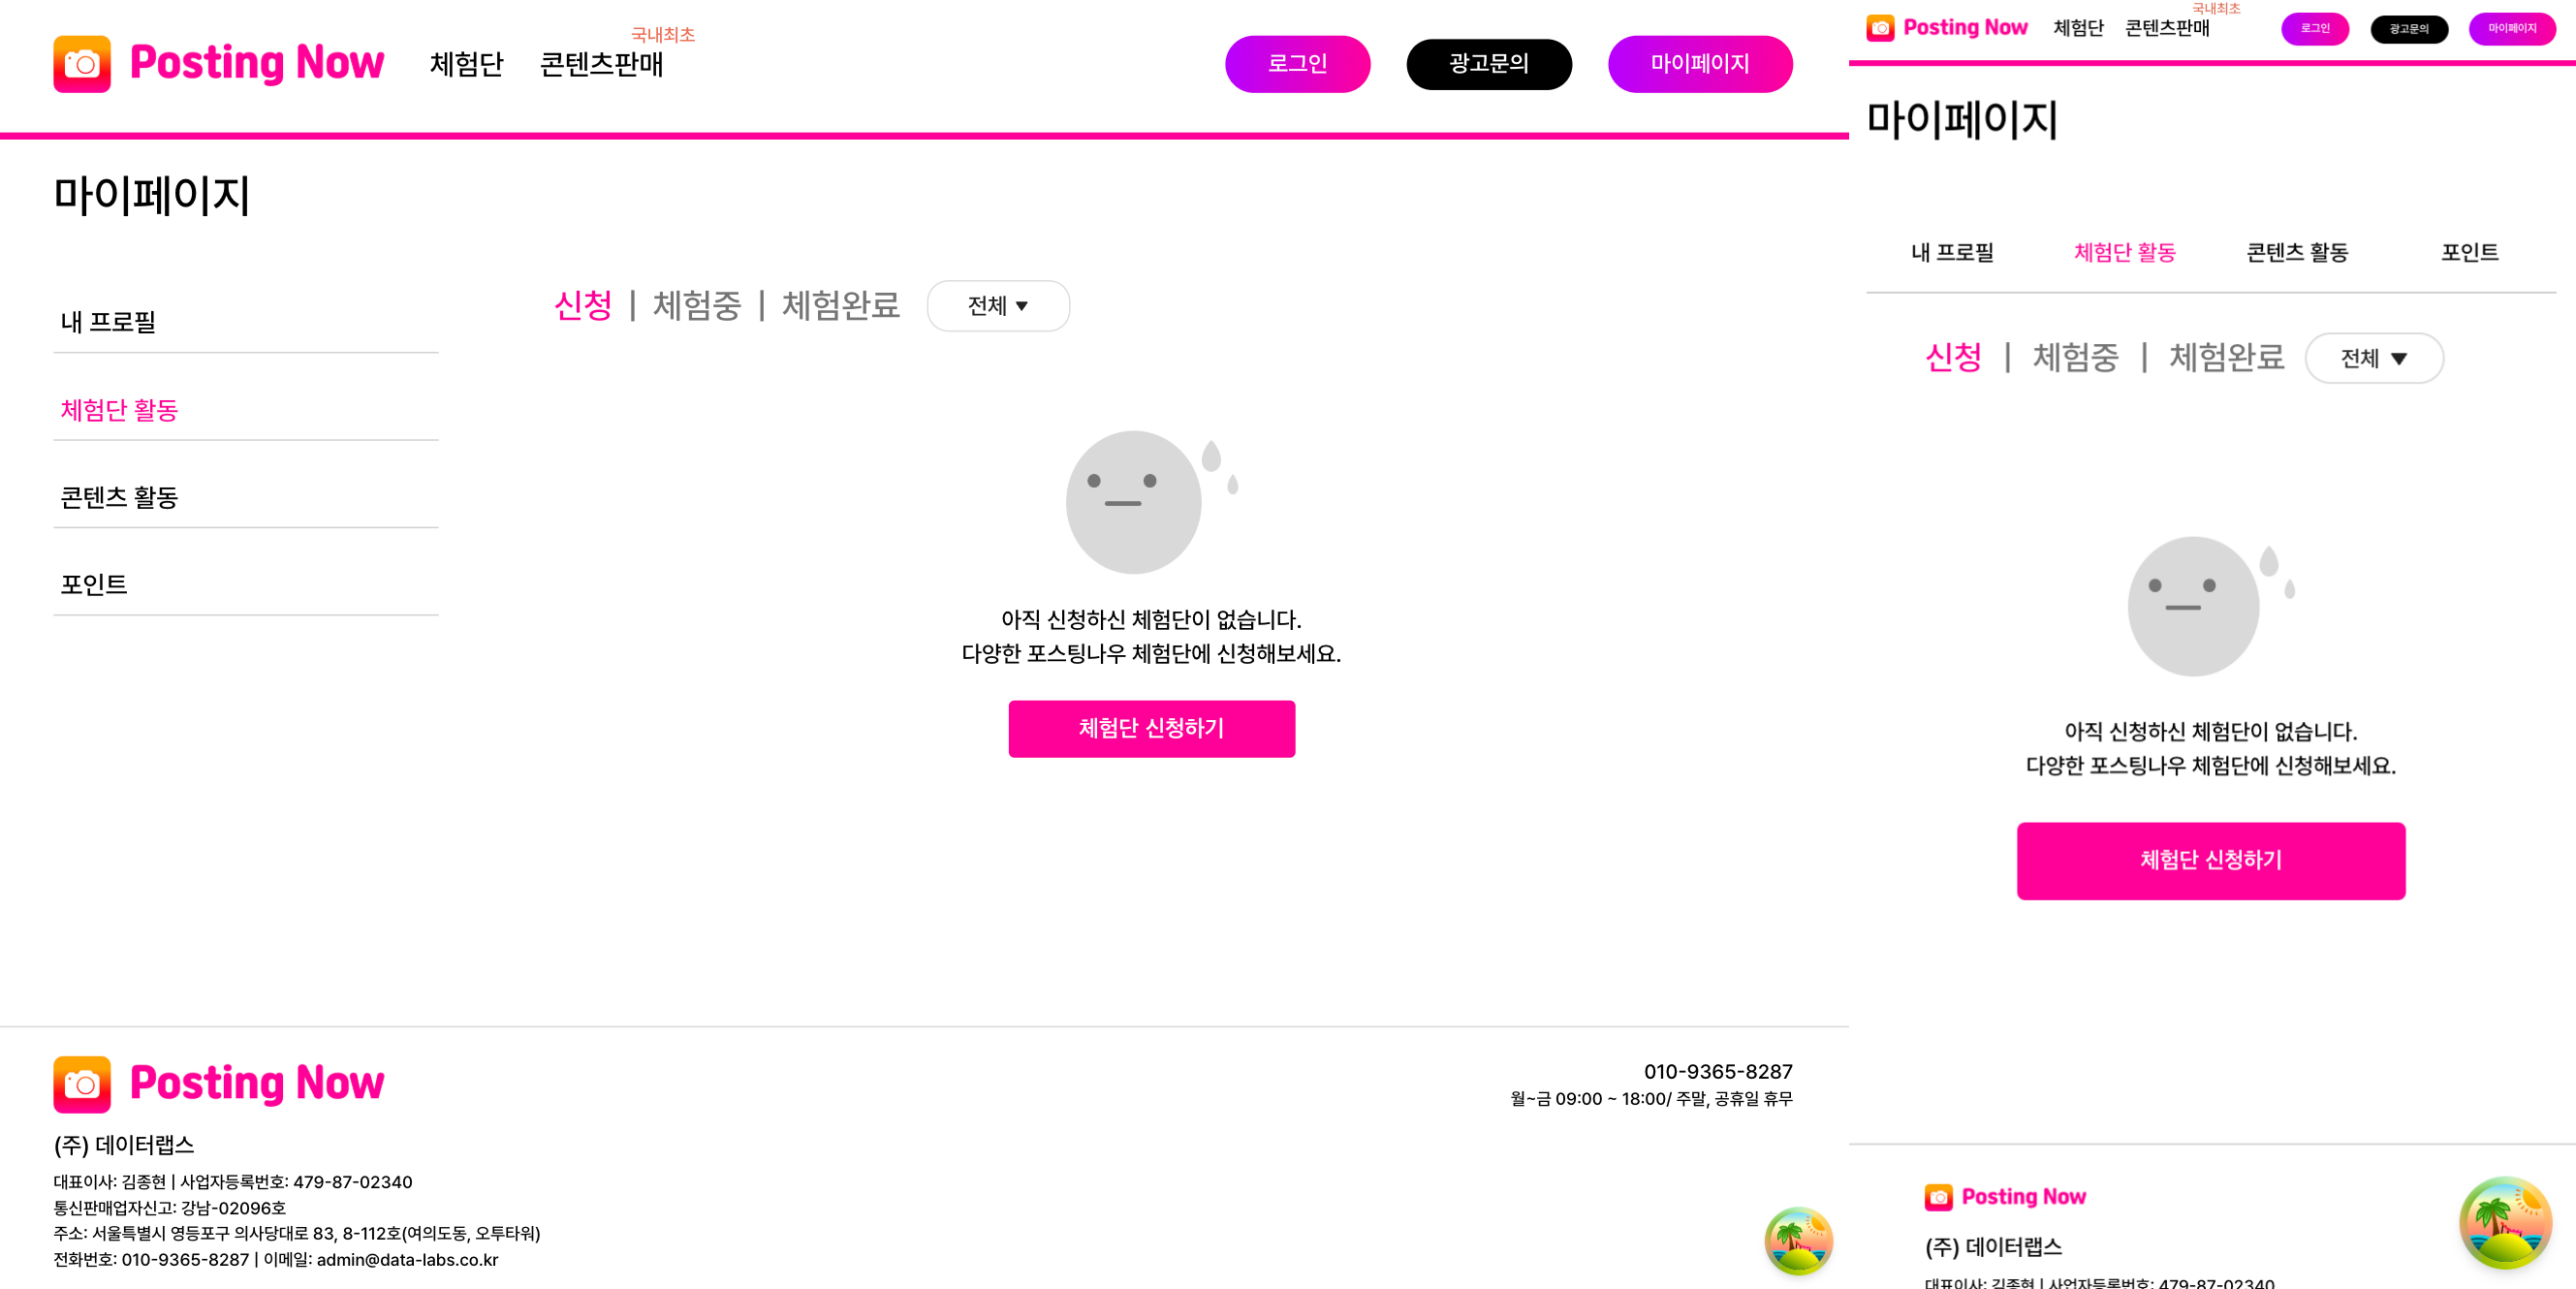 Posting Now 체험단 콘텐츠판매 국내최초 로그인 광고문의 마이페이지
마이페이지
내 프로필
체험단 활동
콘텐츠 활동
포인트
신청 | 체험중 | 체험완료 전체 ▼
아직 신청하신 체험단이 없습니다.
다양한 포스팅나우 체험단에 신청해보세요.
체험단 신청하기
Posting Now
010-9365-8287
월~금 09:00 ~ 18:00/ 주말, 공휴일 휴무
(주) 데이터랩스
대표이사: 김종현 | 사업자등록번호: 479-87-02340
통신판매업자신고: 강남-02096호
주소: 서울특별시 영등포구 의사당대로 83, 8-112호(여의도동, 오투타워)
전화번호: 010-9365-8287 | 이메일: admin@data-labs.co.kr
Posting Now 체험단 콘텐츠판매 국내최초 로그인 광고문의 마이페이지
마이페이지
내 프로필 체험단 활동 콘텐츠 활동 포인트
신청 | 체험중 | 체험완료 전체 ▼
아직 신청하신 체험단이 없습니다.
다양한 포스팅나우 체험단에 신청해보세요.
체험단 신청하기
Posting Now
(주) 데이터랩스
대표이사: 김종현 | 사업자등록번호: 479-87-02340